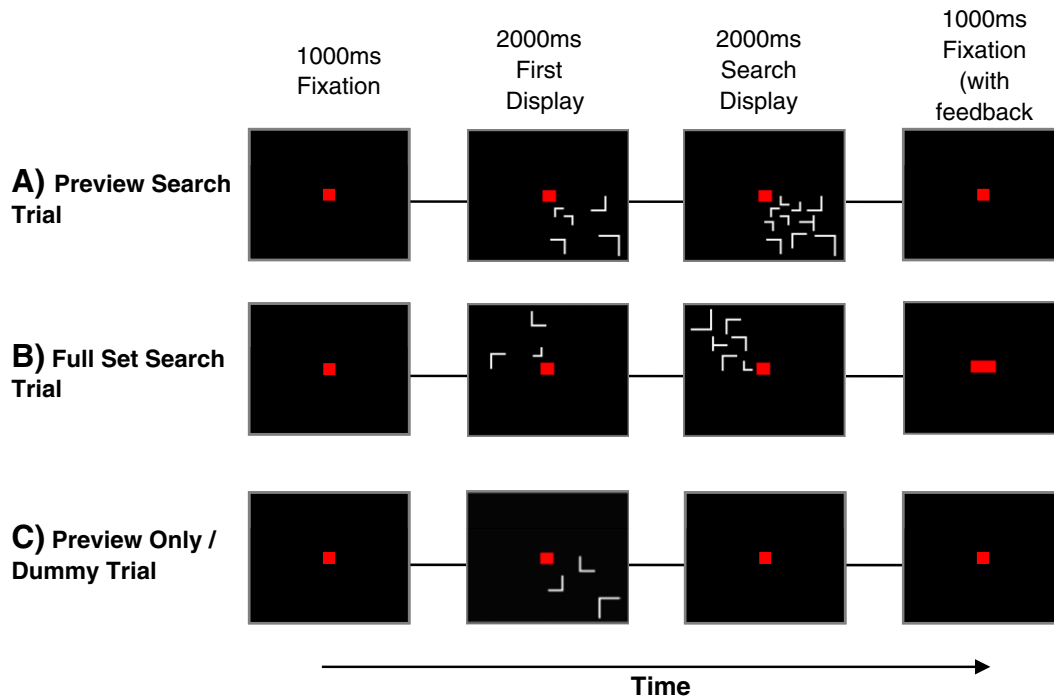 1000ms
Fixation
2000ms
First
Display
2000ms
Search
Display
1000ms
Fixation
(with
feedback
A) Preview Search
Trial
B) Full Set Search
Trial
C) Preview Only /
Dummy Trial
Time